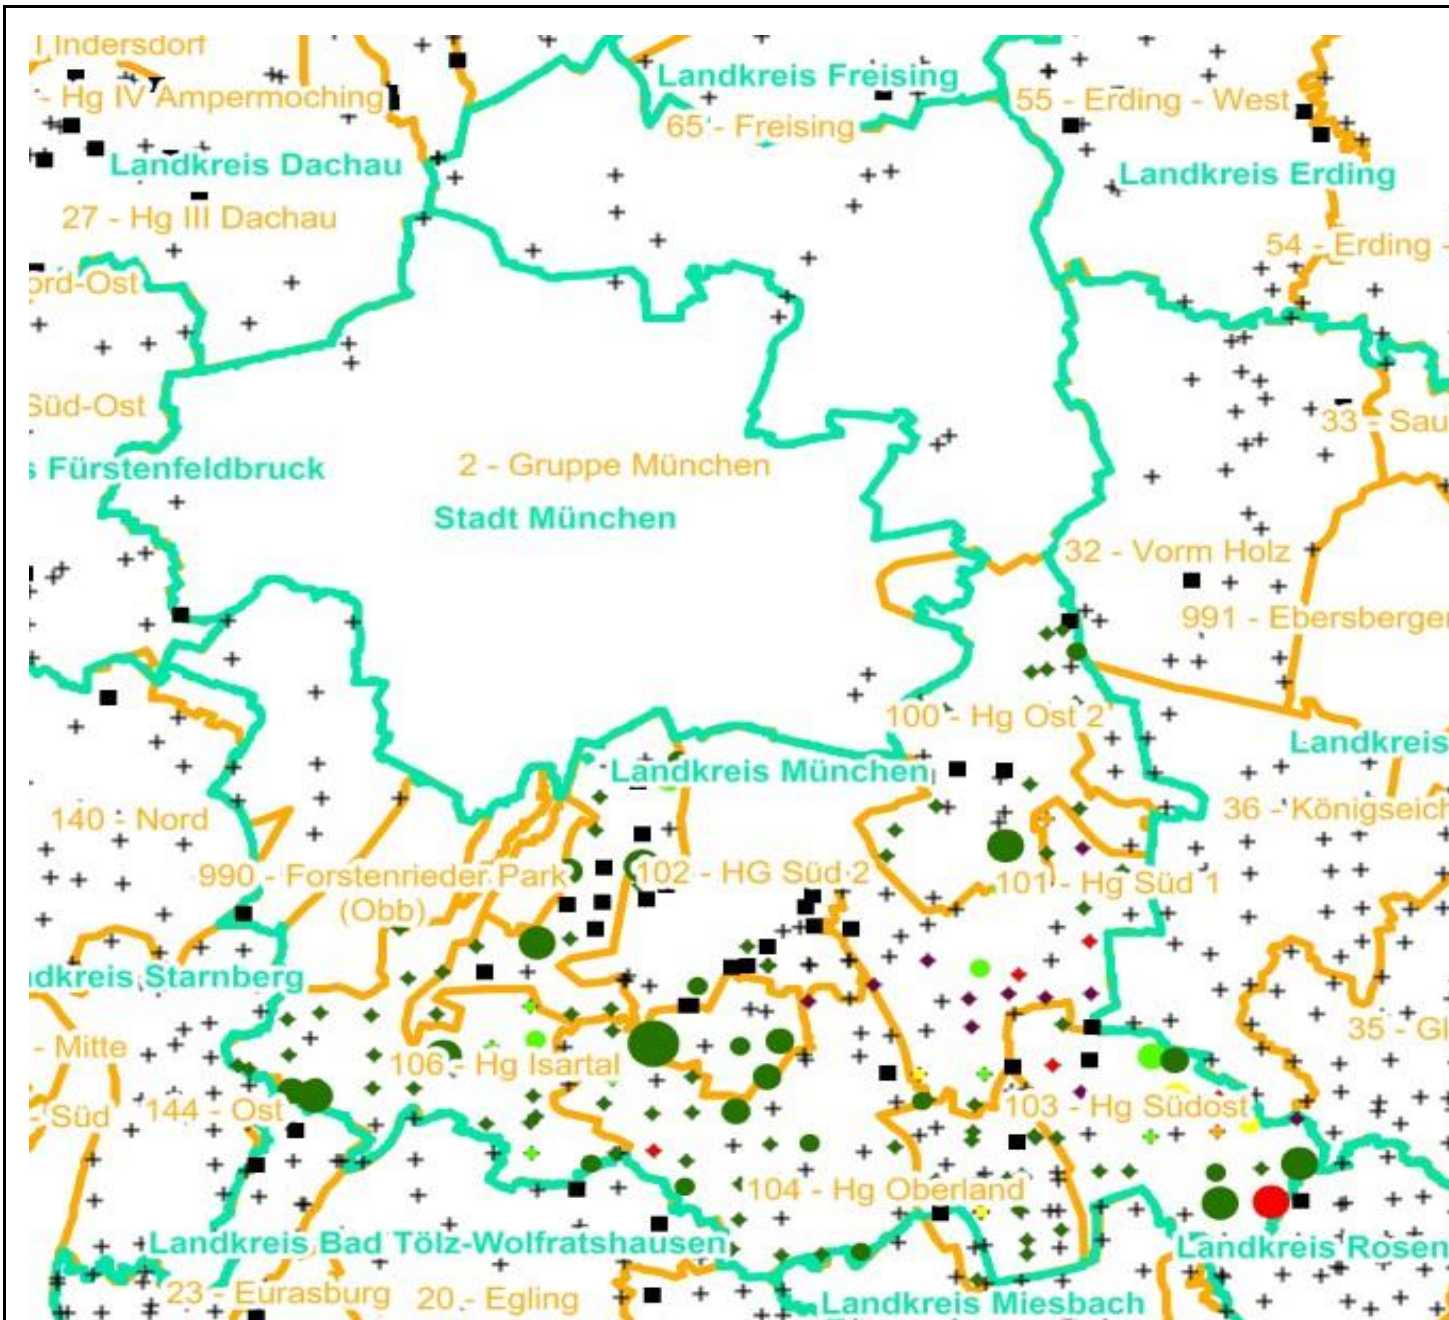 Indersdorf
Landkreis Freising
- Hg IV Ampermoching
55 - Erding - West
65 - Freising
Landkreis Dachau
Landkreis Erding
27 - Hg III Dachau
54 - Erding -
ord-Ost
Süd-Ost
33 - Sau
s Fürstenfeldbruck
2 - Gruppe München
Stadt München
32 - Vorm Holz
991 - Ebersberger
100 - Hg Ost 2
Landkreis
Landkreis München
140 - Nord
36 - Königseich
990 - Forstenrieder Park
(Obb)
102 - HG Süd 2
101 - Hg Süd 1
ndkreis Starnberg
35 - Gl
- Mitte
106 - Hg Isartal
- Süd
144 - Ost
103 - Hg Südost
104 - Hg Oberland
Landkreis Bad Tölz-Wolfratshausen
Landkreis Rosen
23 - Eurasburg
20 - Egling
Landkreis Miesbach